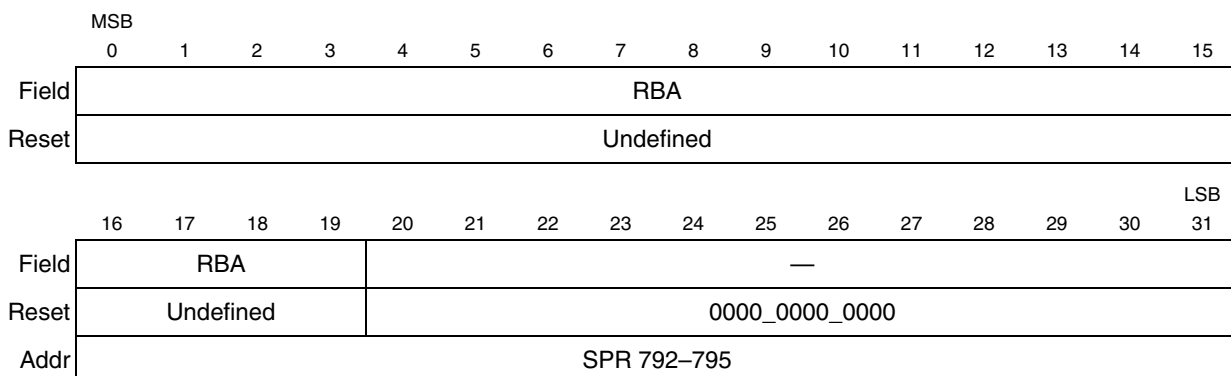 MSB
0 1 2 3 4 5 6 7 8 9 10 11 12 13 14 15
Field RBA
Reset Undefined
LSB
16 17 18 19 20 21 22 23 24 25 26 27 28 29 30 31
Field RBA —
Reset Undefined 0000_0000_0000
Addr SPR 792–795